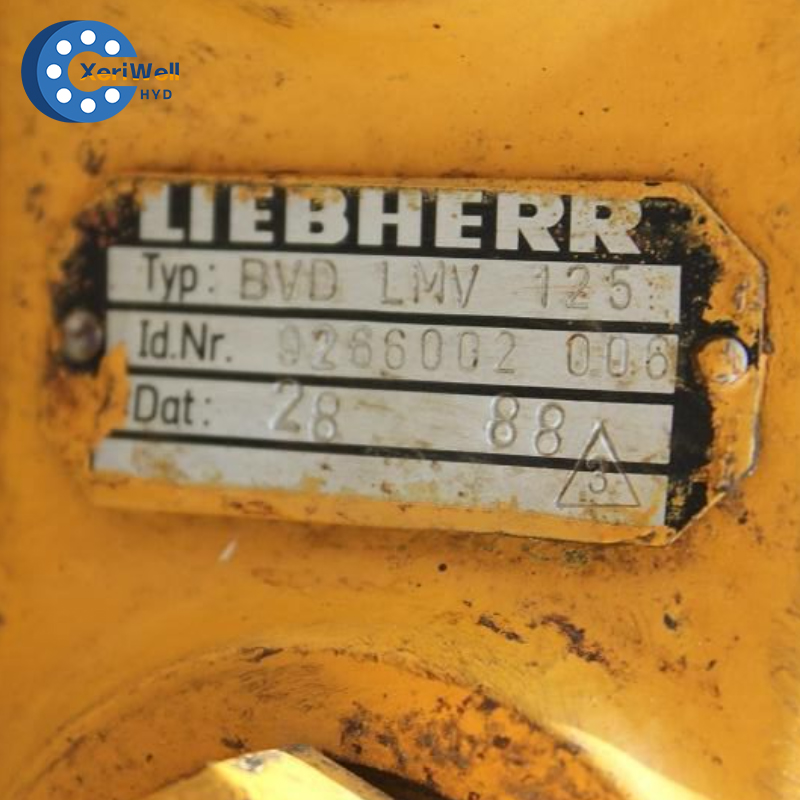 XeriWell
HYD
LIEBHERR
Typ: BVD LMV 125
Id.Nr. 9266002 006
Dat: 28 88
3